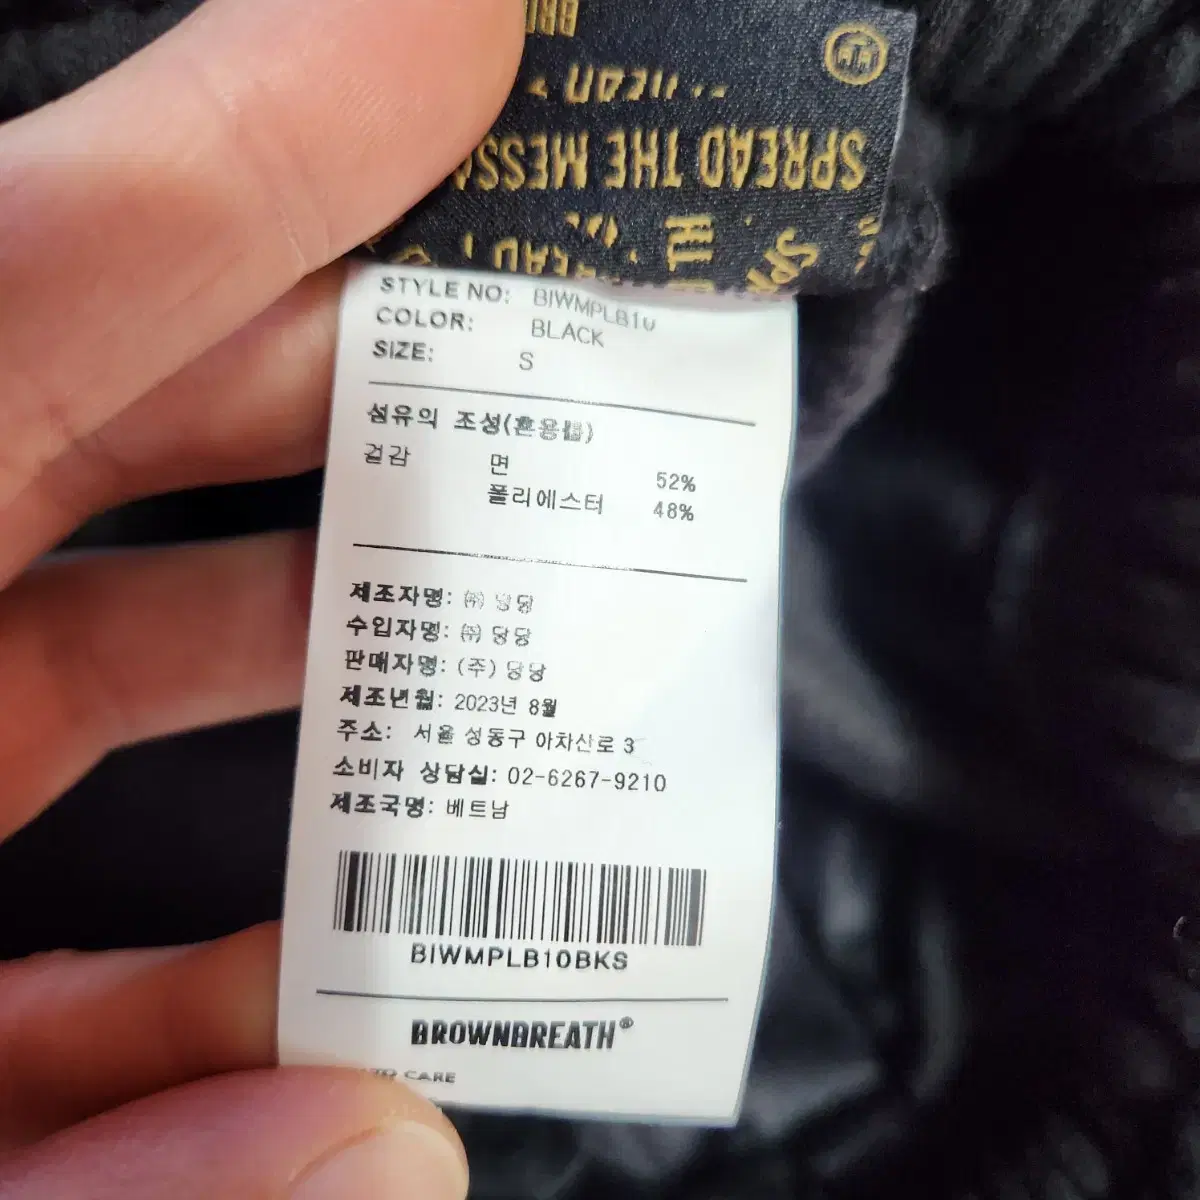 SPREAD THE MESSA
STYLE NO: BIWMPLB10
COLOR: BLACK
SIZE: S
섬유의 조성(혼용률)
겉감 면 52%
폴리에스터 48%
제조자명: ㈜ 당당
수입자명: ㈜ 당당
판매자명: (주) 당당
제조년월: 2023년 8월
주소: 서울 성동구 아차산로 3
소비자 상담실: 02-6267-9210
제조국명: 베트남
BIWMPLB10BKS
BROWNBREATH®
CARE